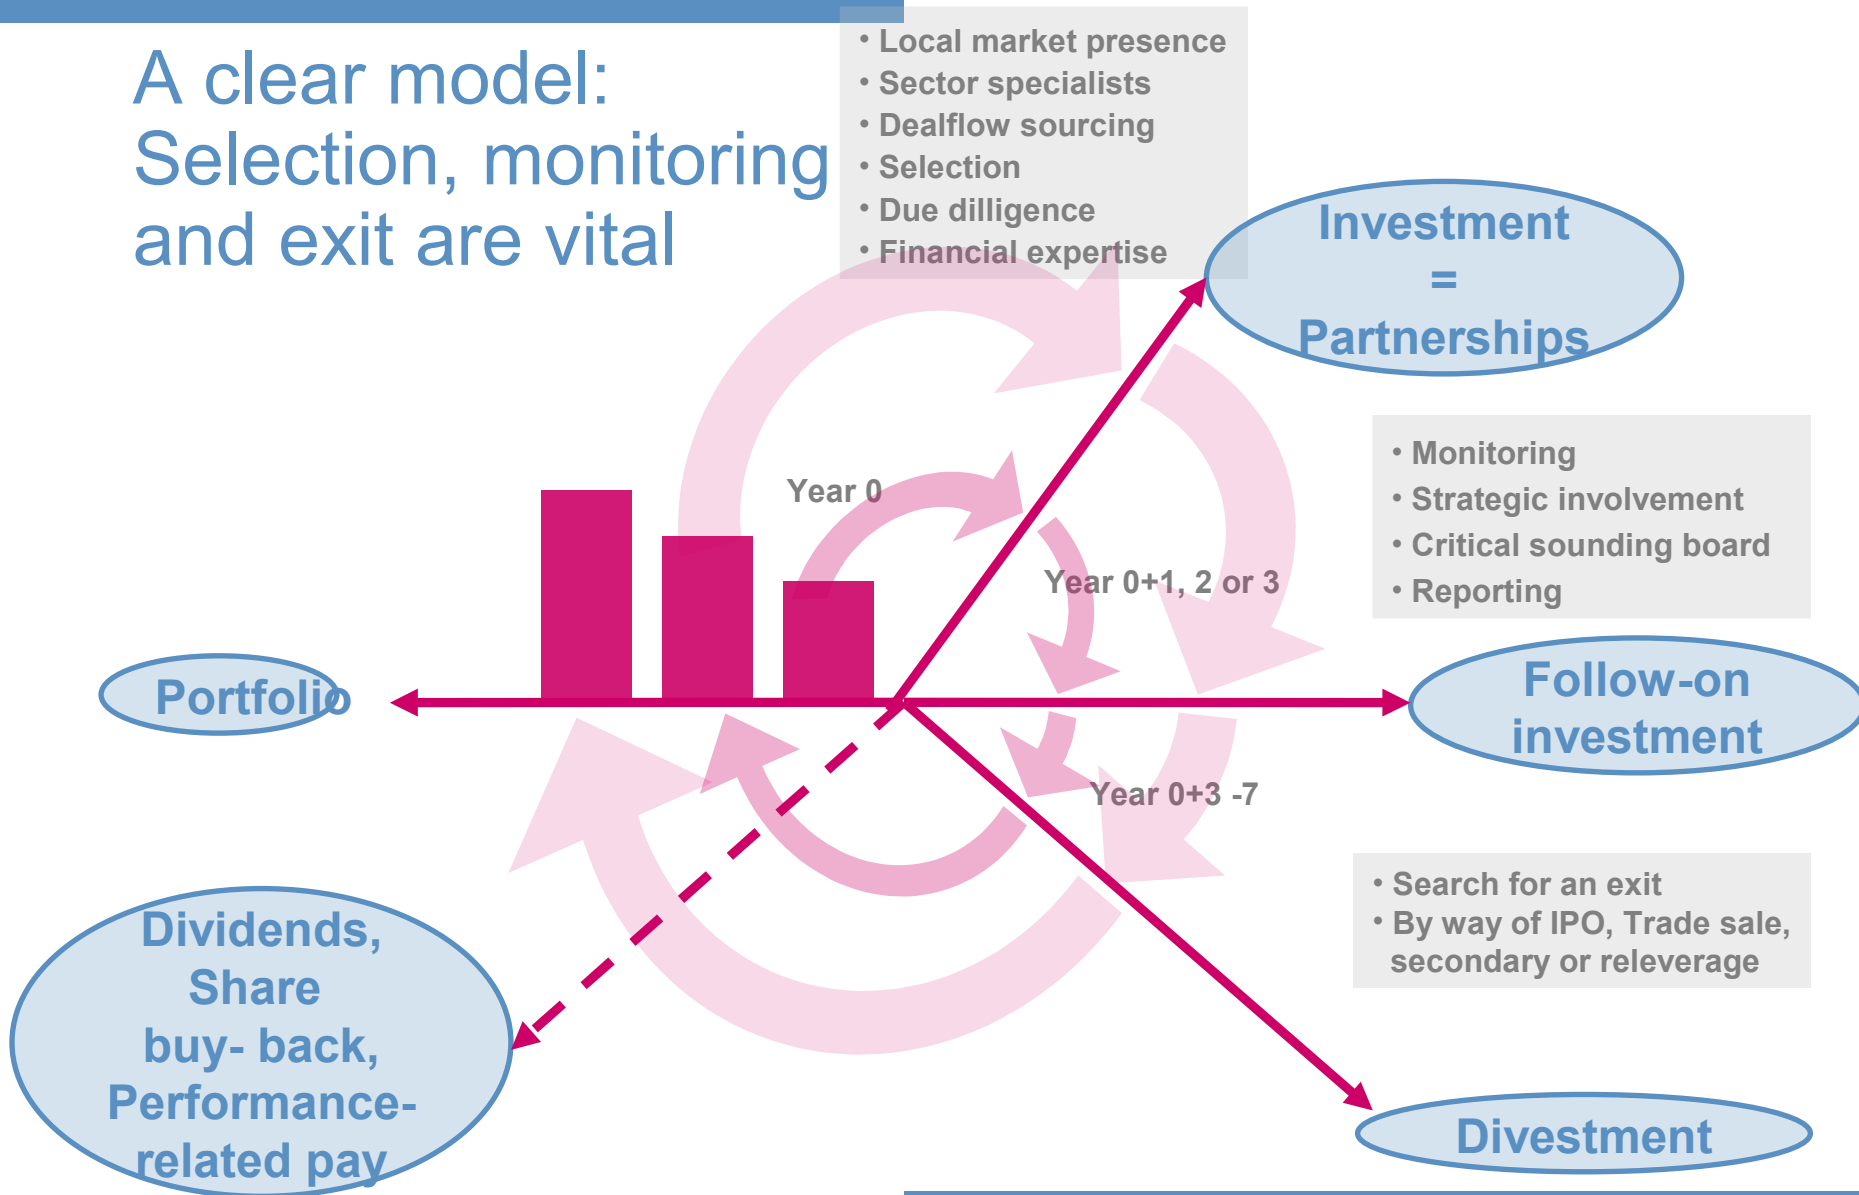 A clear model:
Selection, monitoring
and exit are vital
• Local market presence
• Sector specialists
• Dealflow sourcing
• Selection
• Due dilligence
• Financial expertise
Investment
=
Partnerships
Year 0
• Monitoring
• Strategic involvement
• Critical sounding board
• Reporting
Year 0+1, 2 or 3
Portfolio
Follow-on
investment
Year 0+3 -7
• Search for an exit
• By way of IPO, Trade sale,
secondary or releverage
Dividends,
Share
buy- back,
Performance-
related pay
Divestment